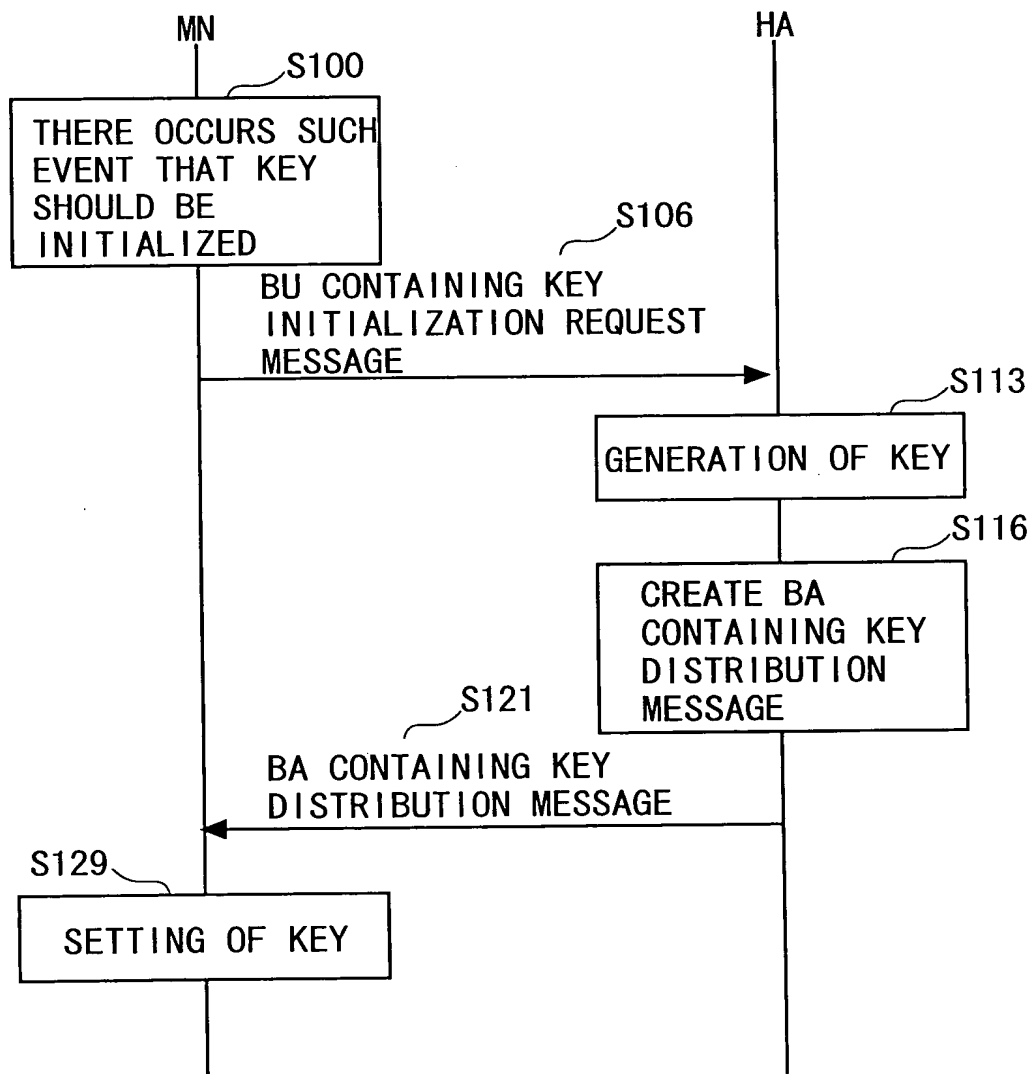 MN
HA
S100
THERE OCCURS SUCH
EVENT THAT KEY
SHOULD BE
INITIALIZED
S106
BU CONTAINING KEY
INITIALIZATION REQUEST
MESSAGE
S113
GENERATION OF KEY
S116
CREATE BA
CONTAINING KEY
DISTRIBUTION
MESSAGE
S121
BA CONTAINING KEY
DISTRIBUTION MESSAGE
S129
SETTING OF KEY